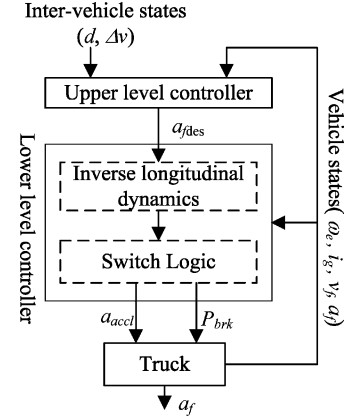 Inter-vehicle states
(d, Δv)
Upper level controller
a_fdes
Lower level controller
Inverse longitudinal
dynamics
Switch Logic
a_accl
P_brk
Truck
a_f
Vehicle states( ω_e, i_g, v_f, a_f)